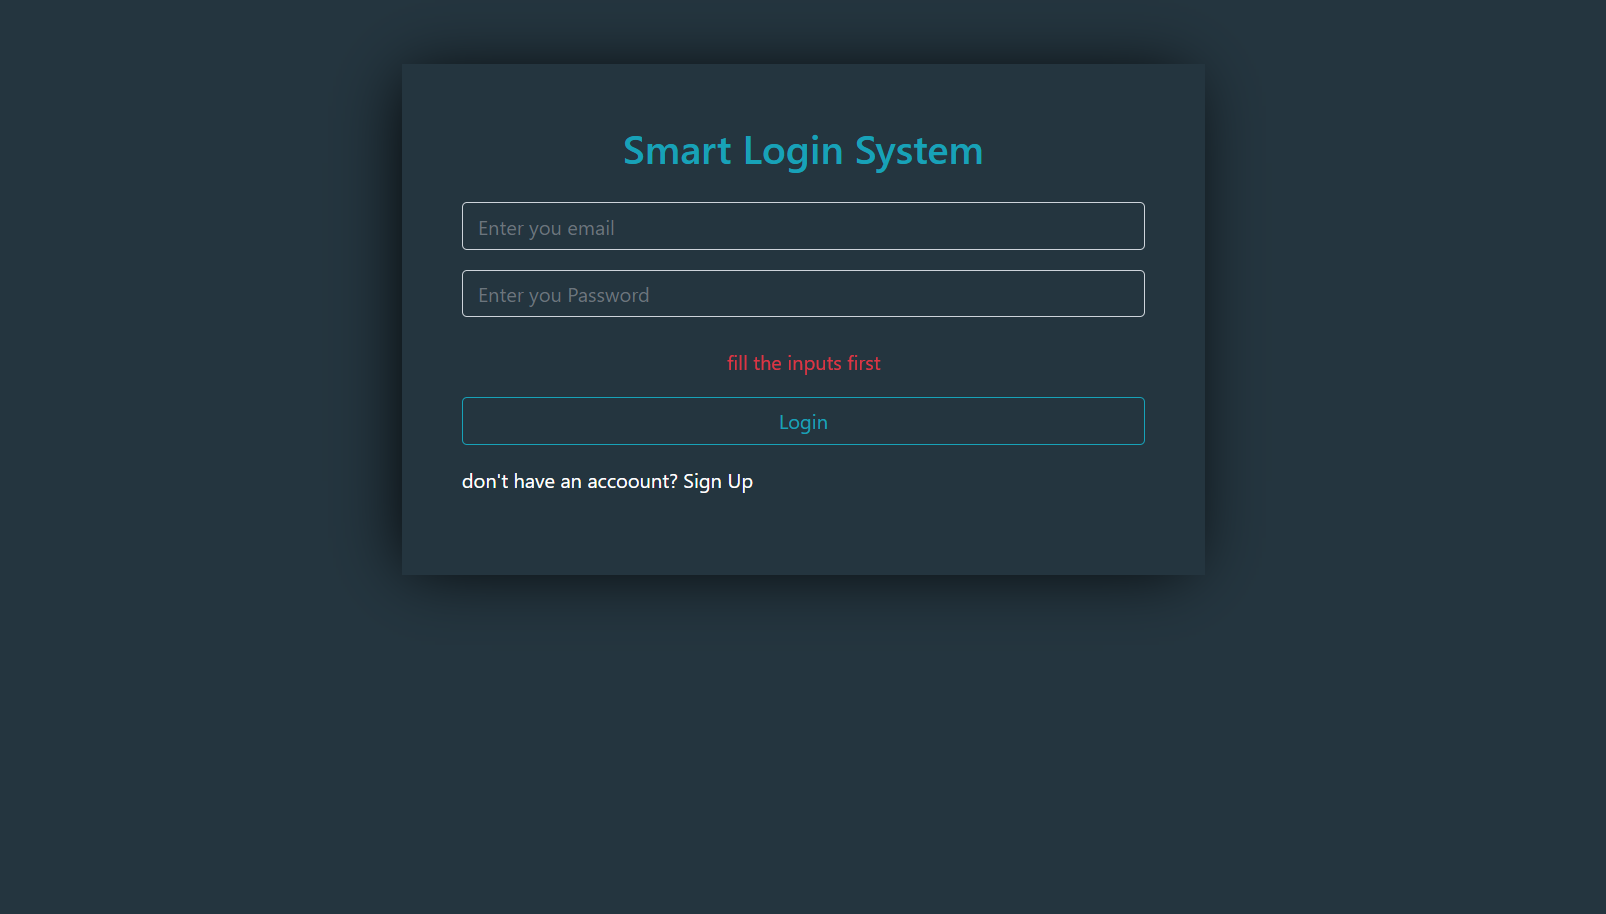 Smart Login System
Enter you email
Enter you Password
fill the inputs first
Login
don't have an accoount? Sign Up